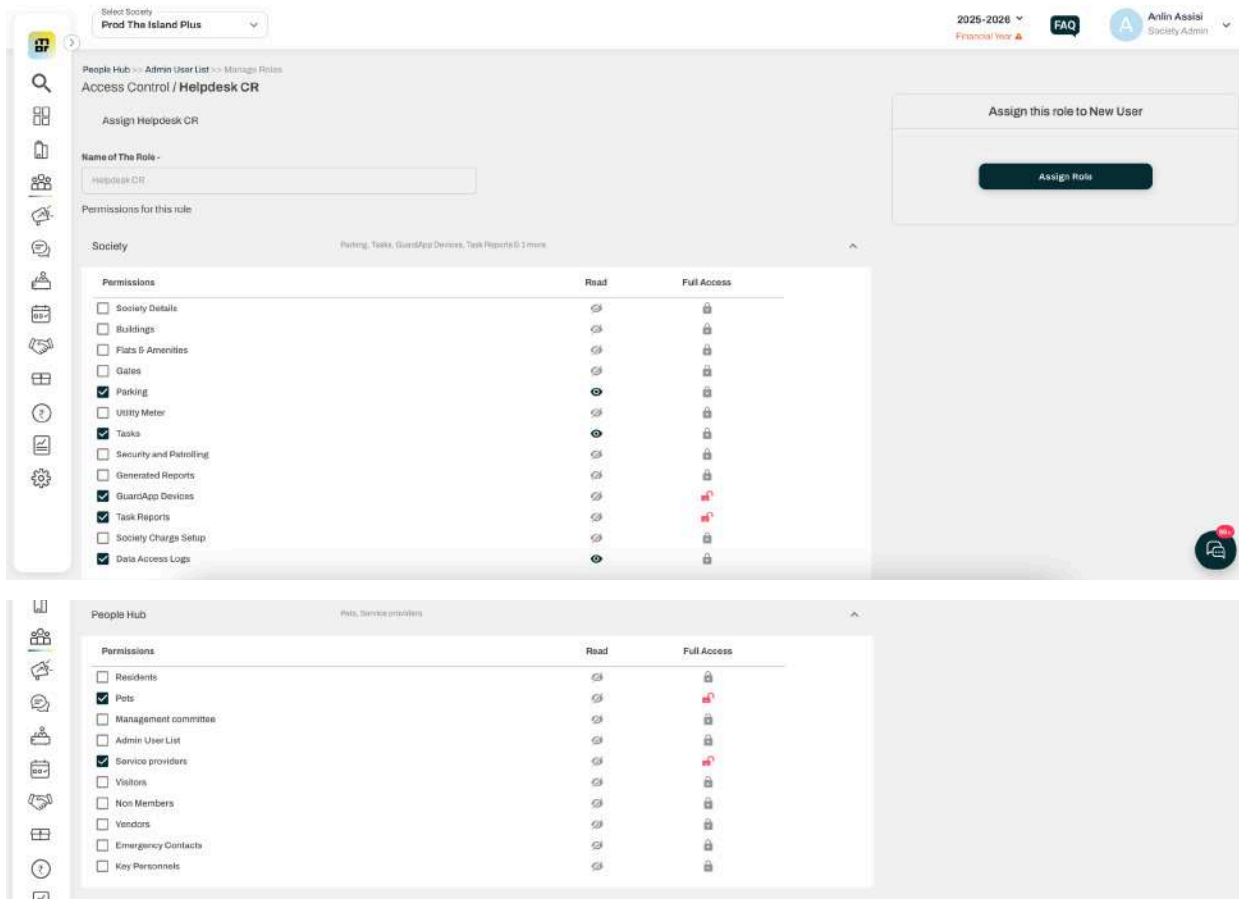 Select Society
Prod The Island Plus
2025-2026
Financial Year
FAQ
A
Anlin Assisi
Society Admin
People Hub >> Admin User List >> Manage Roles
Access Control / Helpdesk CR
Assign Helpdesk CR
Assign this role to New User
Name of The Role -
Helpdesk CR
Assign Role
Permissions for this role
Society Parking, Tasks, GuardApp Devices, Task Reports & 1 more
Permissions Read Full Access
Society Details
Buildings
Flats & Amenities
Gates
Parking
Utility Meter
Tasks
Security and Patrolling
Generated Reports
GuardApp Devices
Task Reports
Society Charge Setup
Data Access Logs
99+
People Hub Pets, Service providers
Permissions Read Full Access
Residents
Pets
Management committee
Admin User List
Service providers
Visitors
Non Members
Vendors
Emergency Contacts
Key Personnels